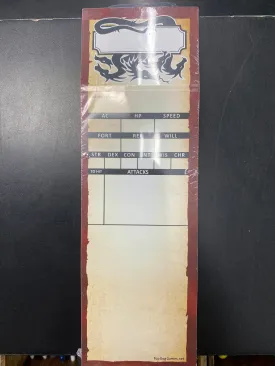 AC HP SPEED
FORT REF WILL
STR DEX CON INT WIS CHR
ATTACKS